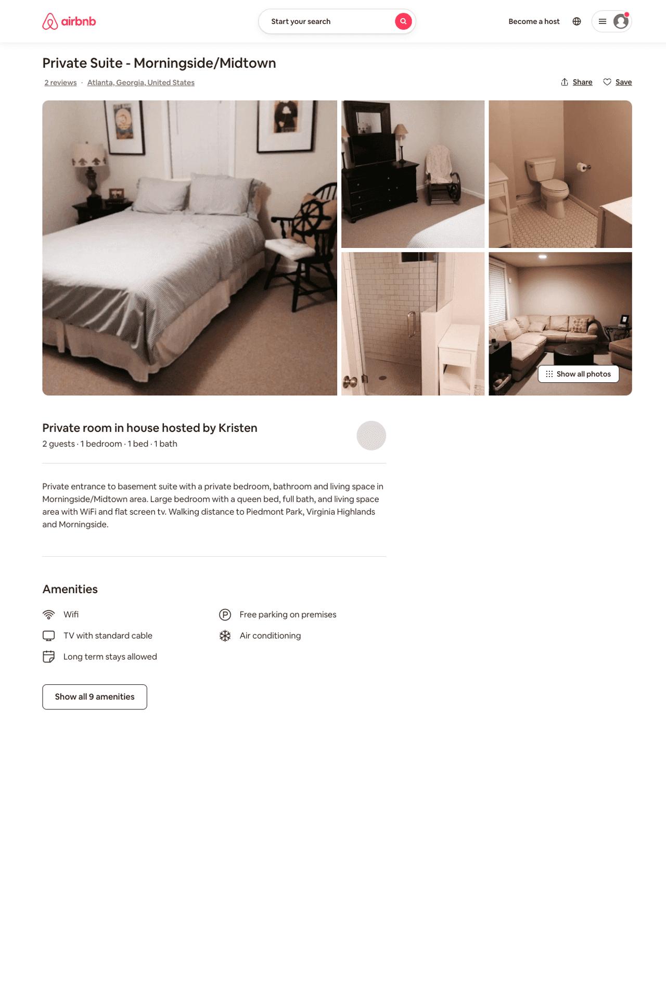 airbnb
Start your search
Become a host
Private Suite - Morningside/Midtown
2 reviews · Atlanta, Georgia, United States
Share
Save
Show all photos
Private room in house hosted by Kristen
2 guests · 1 bedroom · 1 bed · 1 bath
Private entrance to basement suite with a private bedroom, bathroom and living space in
Morningside/Midtown area. Large bedroom with a queen bed, full bath, and living space
area with WiFi and flat screen tv. Walking distance to Piedmont Park, Virginia Highlands
and Morningside.
Amenities
Wifi
Free parking on premises
TV with standard cable
Air conditioning
Long term stays allowed
Show all 9 amenities